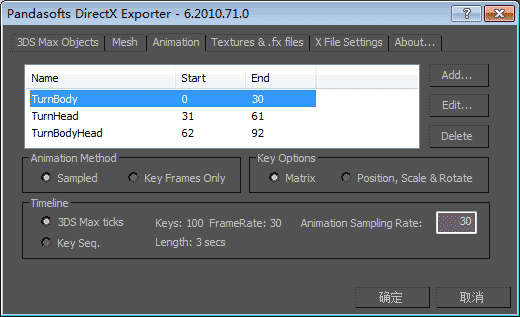 Pandasofts DirectX Exporter - 6.2010.71.0
3DS Max Objects Mesh Animation Textures & .fx files X File Settings About...
Name Start End
TurnBody 0 30
TurnHead 31 61
TurnBodyHead 62 92
Add...
Edit...
Delete
Animation Method
Sampled Key Frames Only
Key Options
Matrix Position, Scale & Rotate
Timeline
3DS Max ticks Keys: 100 FrameRate: 30 Animation Sampling Rate: 30
Key Seq. Length: 3 secs
确定 取消